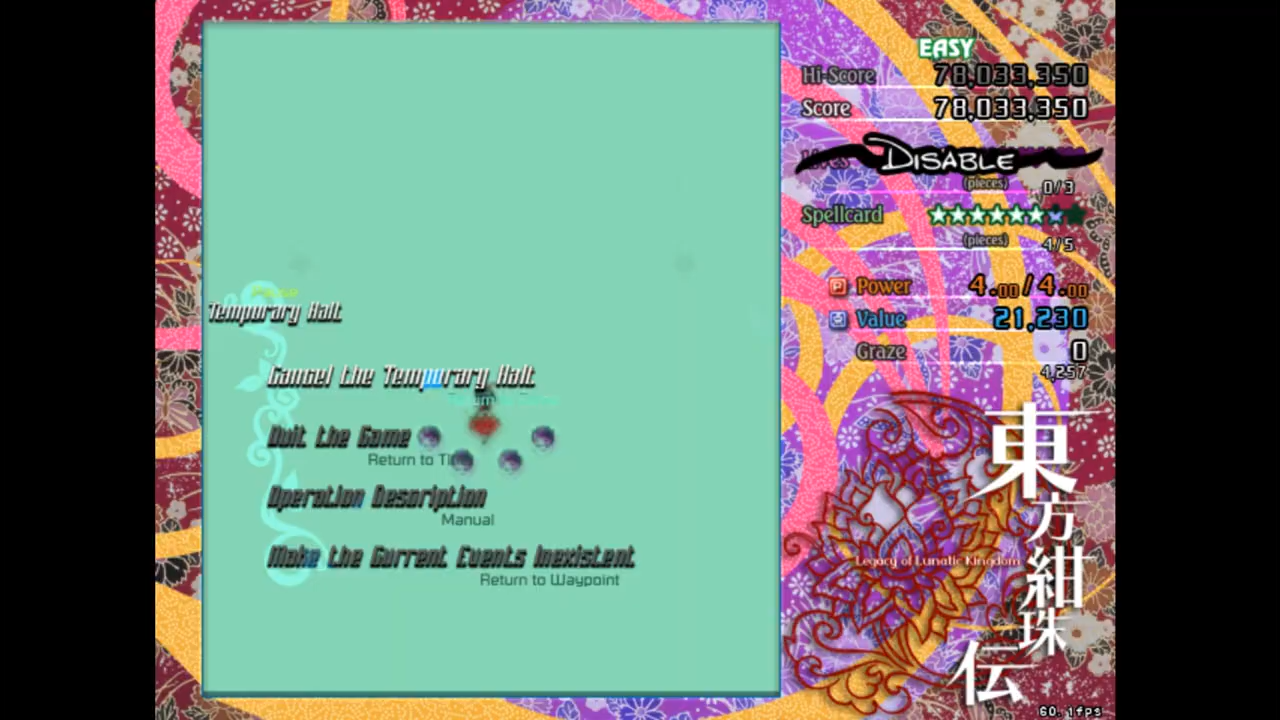 EASY
Hi-Score 78,033,350
Score 78,033,350
DISABLE
(pieces) 0/3
Spellcard
(pieces) 4/5
Power 4.00/4.00
Value 21,230
Graze 0
4,257
Pause
Temporary Halt
Cancel the Temporary Halt
Quit the Game
Return to
Operation Description
Manual
Make the Current Events Inexistent
Return to Waypoint
東方紺珠伝
Legacy of Lunatic Kingdom
60.1fps